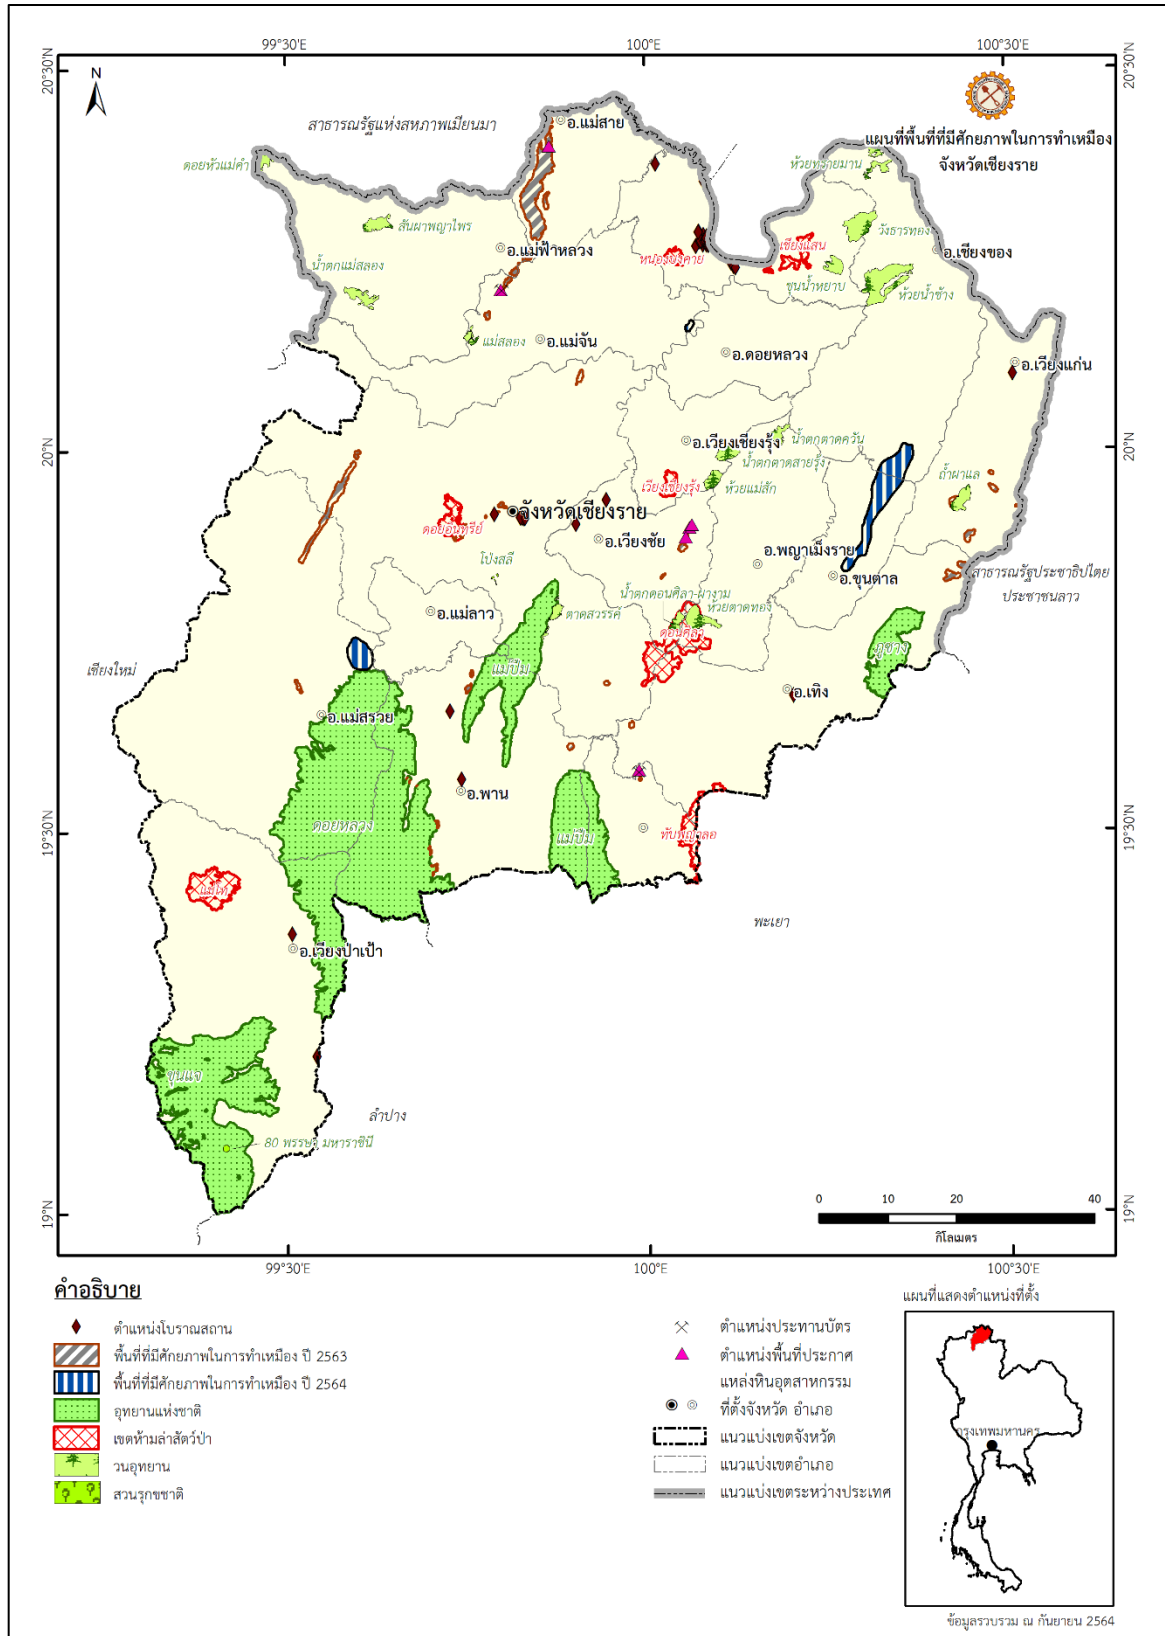 99°30'E
100°E
100°30'E
20°30'N
20°30'N
N
สาธารณรัฐแห่งสหภาพเมียนมา
อ.แม่สาย
แผนที่พื้นที่ที่มีศักยภาพในการทำเหมือง
จังหวัดเชียงราย
ดอยหัวแม่คำ
ห้วยทรายมาน
สันผาพญาไพร
วังธารทอง
อ.แม่ฟ้าหลวง
หนองบงคาย
เชียงแสน
อ.เชียงของ
น้ำตกแม่สลอง
ขุนน้ำหยาบ
ห้วยน้ำช้าง
แม่สลอง
อ.แม่จัน
อ.ดอยหลวง
อ.เวียงแก่น
20°N
20°N
อ.เวียงเชียงรุ้ง
น้ำตกตาดควัน
น้ำตกตาดสายรุ้ง
เวียงเชียงรุ้ง
ห้วยแม่สัก
ถ้ำผาแล
จังหวัดเชียงราย
ดอยอินทรีย์
อ.เวียงชัย
อ.พญาเม็งราย
โป่งสลี
อ.ขุนตาล
สาธารณรัฐประชาธิปไตย
ประชาชนลาว
น้ำตกดอนศิลา-ผางาม
อ.แม่ลาว
ตาดสวรรค์
ห้วยตาดทอง
ดอนศิลา
ภูซาง
เชียงใหม่
แม่ปืม
อ.เทิง
อ.แม่สรวย
อ.พาน
ดอยหลวง
แม่ปืม
ทับพญาลอ
19°30'N
19°30'N
แม่โท
พะเยา
อ.เวียงป่าเป้า
ขุนแจ
ลำปาง
80 พรรษา มหาราชินี
19°N
19°N
0 10 20 40
กิโลเมตร
99°30'E
100°E
100°30'E
คำอธิบาย
ตำแหน่งโบราณสถาน
พื้นที่ที่มีศักยภาพในการทำเหมือง ปี 2563
พื้นที่ที่มีศักยภาพในการทำเหมือง ปี 2564
อุทยานแห่งชาติ
เขตห้ามล่าสัตว์ป่า
วนอุทยาน
สวนรุกขชาติ
ตำแหน่งประทานบัตร
ตำแหน่งพื้นที่ประกาศ
แหล่งหินอุตสาหกรรม
ที่ตั้งจังหวัด อำเภอ
แนวแบ่งเขตจังหวัด
แนวแบ่งเขตอำเภอ
แนวแบ่งเขตระหว่างประเทศ
แผนที่แสดงตำแหน่งที่ตั้ง
กรุงเทพมหานคร
ข้อมูลรวบรวม ณ กันยายน 2564